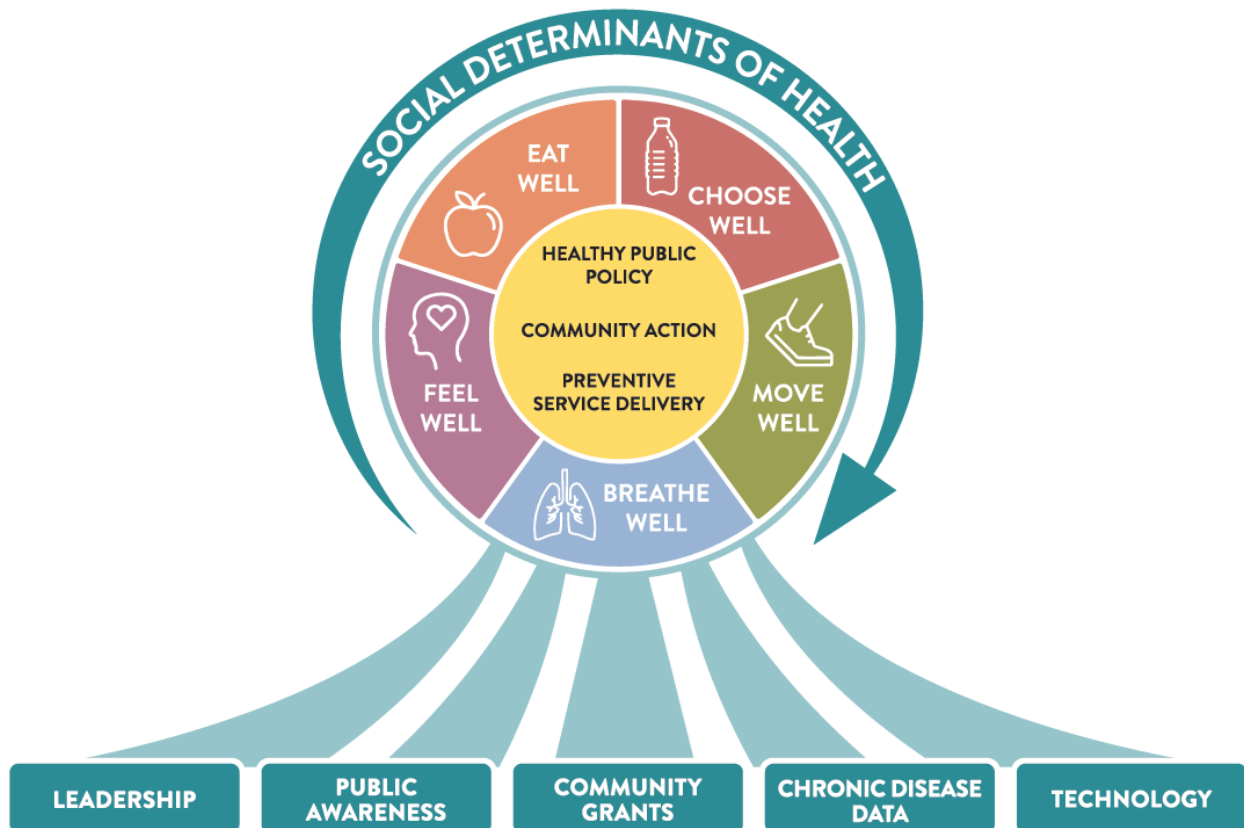 SOCIAL DETERMINANTS OF HEALTH
EAT
WELL
CHOOSE
WELL
HEALTHY PUBLIC
POLICY
COMMUNITY ACTION
PREVENTIVE
SERVICE DELIVERY
FEEL
WELL
MOVE
WELL
BREATHE
WELL
LEADERSHIP
PUBLIC
AWARENESS
COMMUNITY
GRANTS
CHRONIC DISEASE
DATA
TECHNOLOGY